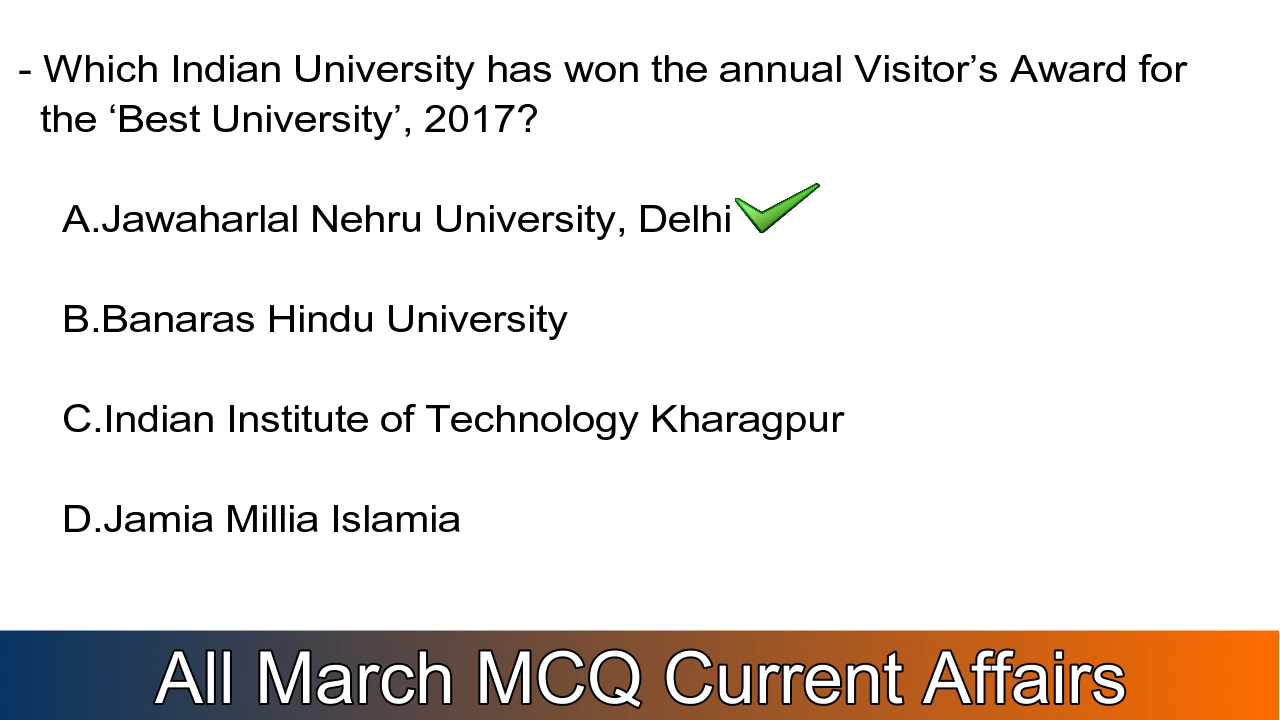 - Which Indian University has won the annual Visitor’s Award for
the ‘Best University’, 2017?
A.Jawaharlal Nehru University, Delhi
B.Banaras Hindu University
C.Indian Institute of Technology Kharagpur
D.Jamia Millia Islamia
All March MCQ Current Affairs